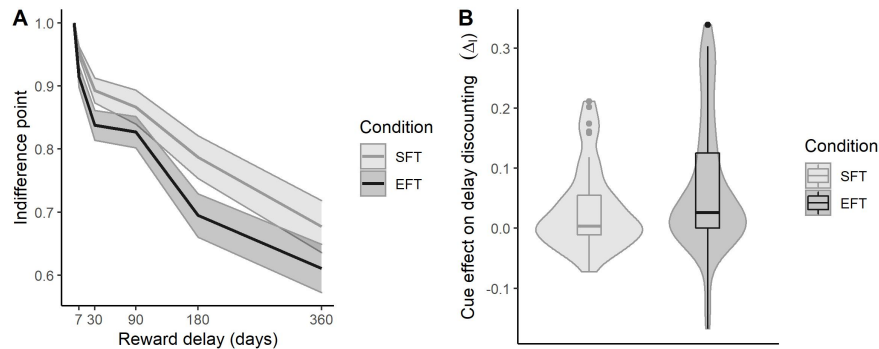 A
Indifference point
1.0
0.9
0.8
0.7
0.6
7 30 90 180 360
Reward delay (days)
Condition
SFT
EFT
B
Cue effect on delay discounting (Δ_I)
0.3
0.2
0.1
0.0
-0.1
Condition
SFT
EFT